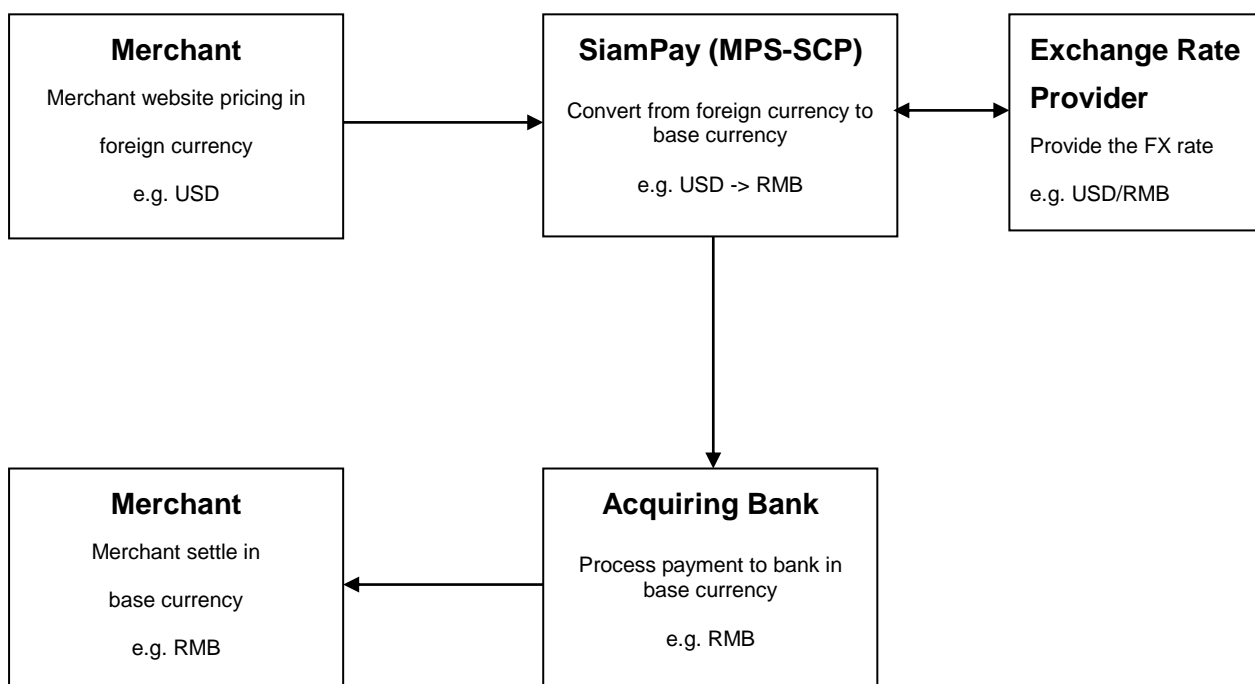 Merchant
Merchant website pricing in
foreign currency
e.g. USD
SiamPay (MPS-SCP)
Convert from foreign currency to
base currency
e.g. USD -> RMB
Exchange Rate
Provider
Provide the FX rate
e.g. USD/RMB
Merchant
Merchant settle in
base currency
e.g. RMB
Acquiring Bank
Process payment to bank in
base currency
e.g. RMB